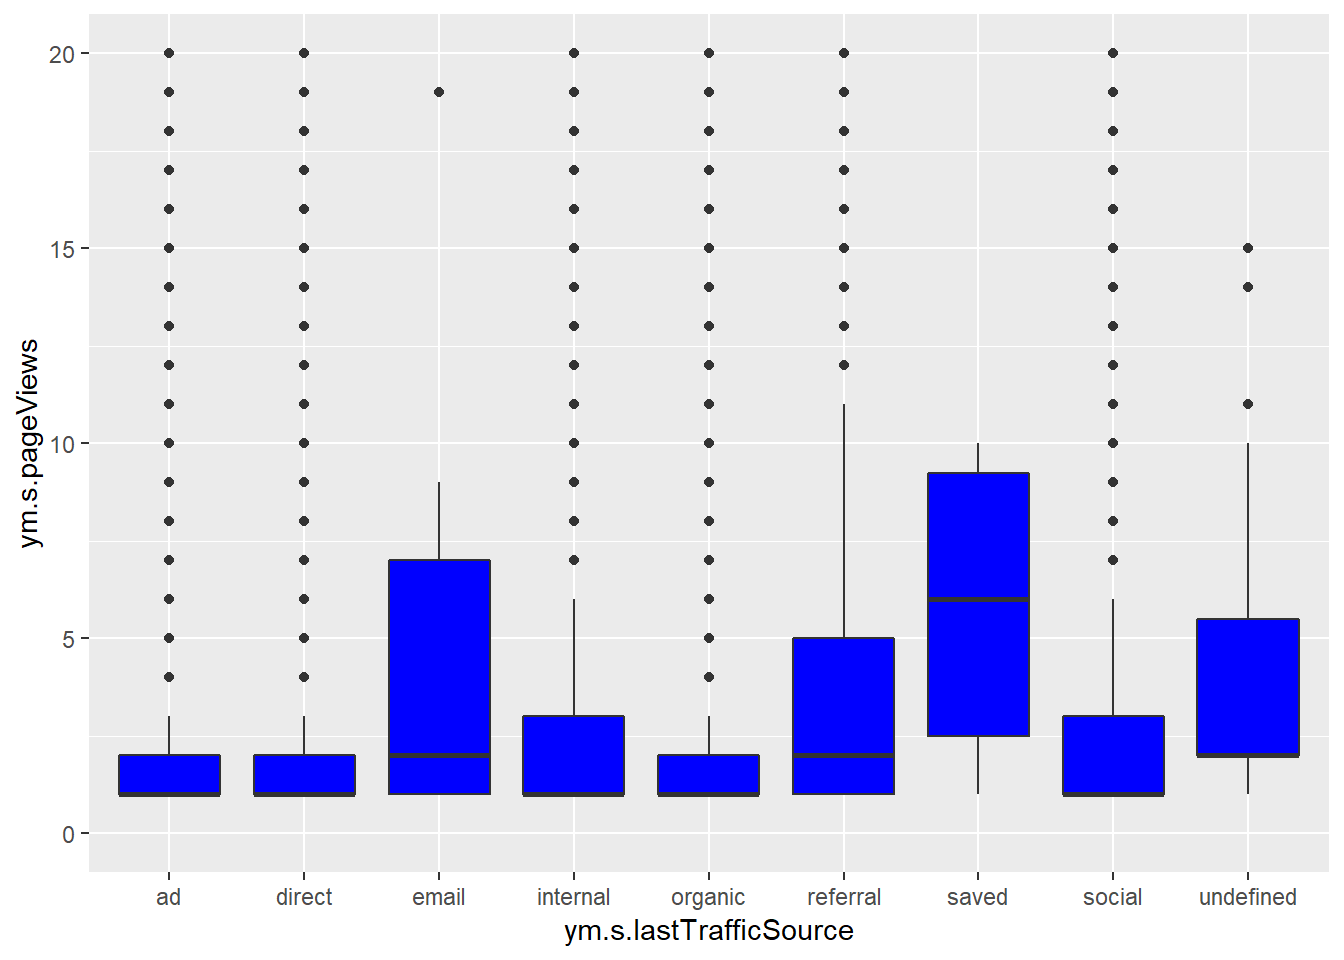 20
15
10
5
0
ym.s.pageViews
ad direct email internal organic referral saved social undefined
ym.s.lastTrafficSource